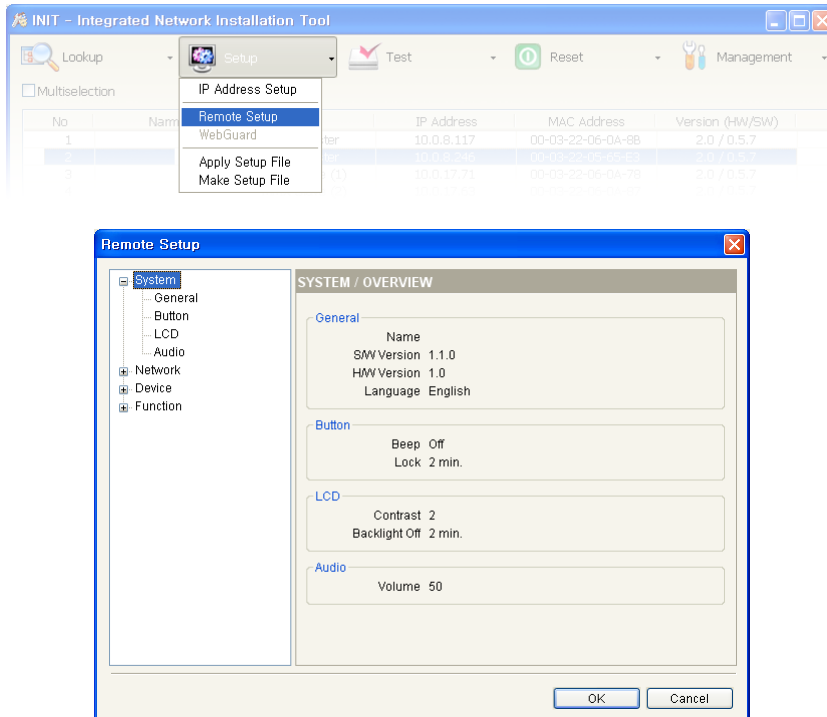 INIT - Integrated Network Installation Tool
Lookup Setup Test Reset Management
Multiselection
IP Address Setup
Remote Setup
WebGuard
Apply Setup File
Make Setup File
No Nam IP Address MAC Address Version (HW/SW)
1 ter 10.0.8.117 00-03-22-06-0A-8B 2.0 / 0.5.7
2 ter 10.0.8.246 00-03-22-05-65-E3 2.0 / 0.5.7
3 (1) 10.0.17.71 00-03-22-06-0A-79 2.0 / 0.5.7
Remote Setup
System
General
Button
LCD
Audio
Network
Device
Function
SYSTEM / OVERVIEW
General
Name
S/W Version 1.1.0
H/W Version 1.0
Language English
Button
Beep Off
Lock 2 min.
LCD
Contrast 2
Backlight Off 2 min.
Audio
Volume 50
OK Cancel